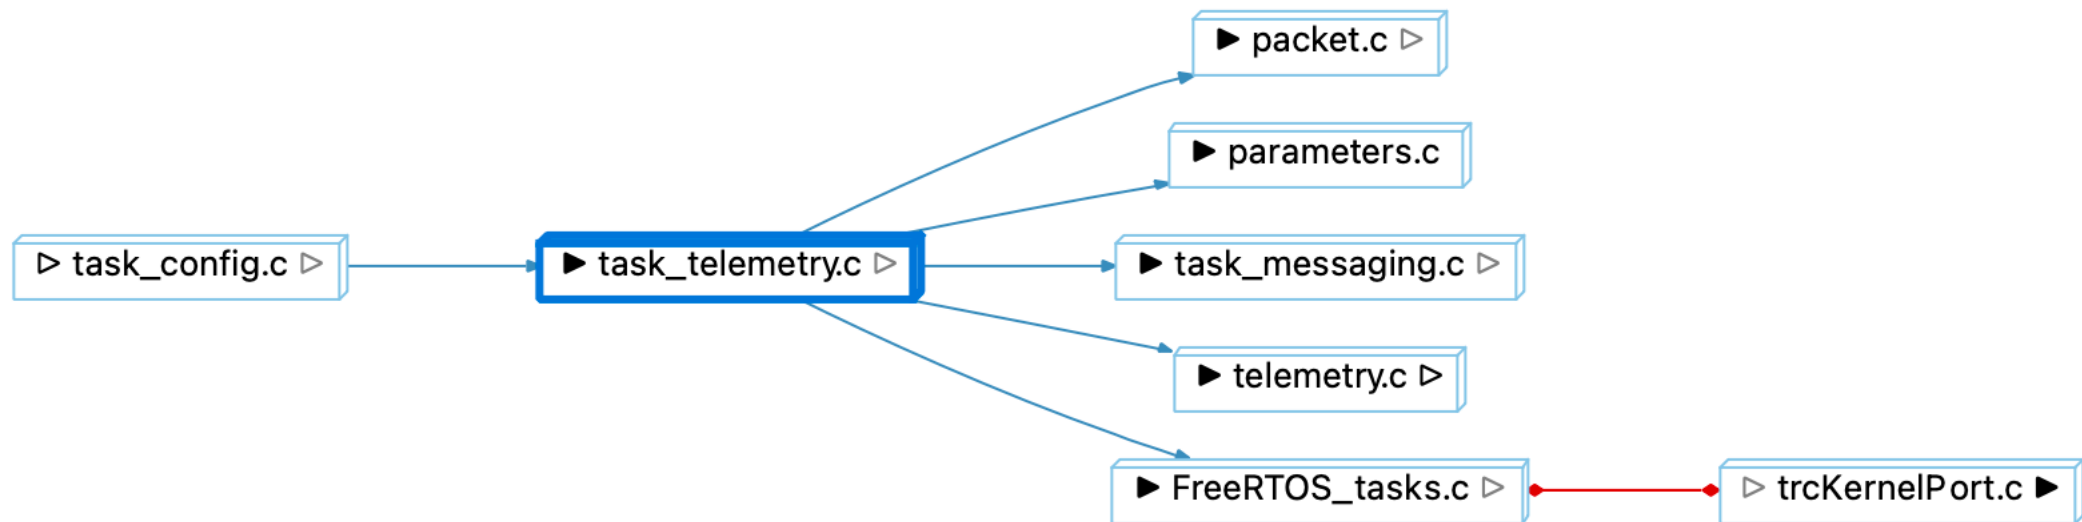 packet.c
parameters.c
task_config.c
task_telemetry.c
task_messaging.c
telemetry.c
FreeRTOS_tasks.c
trcKernelPort.c